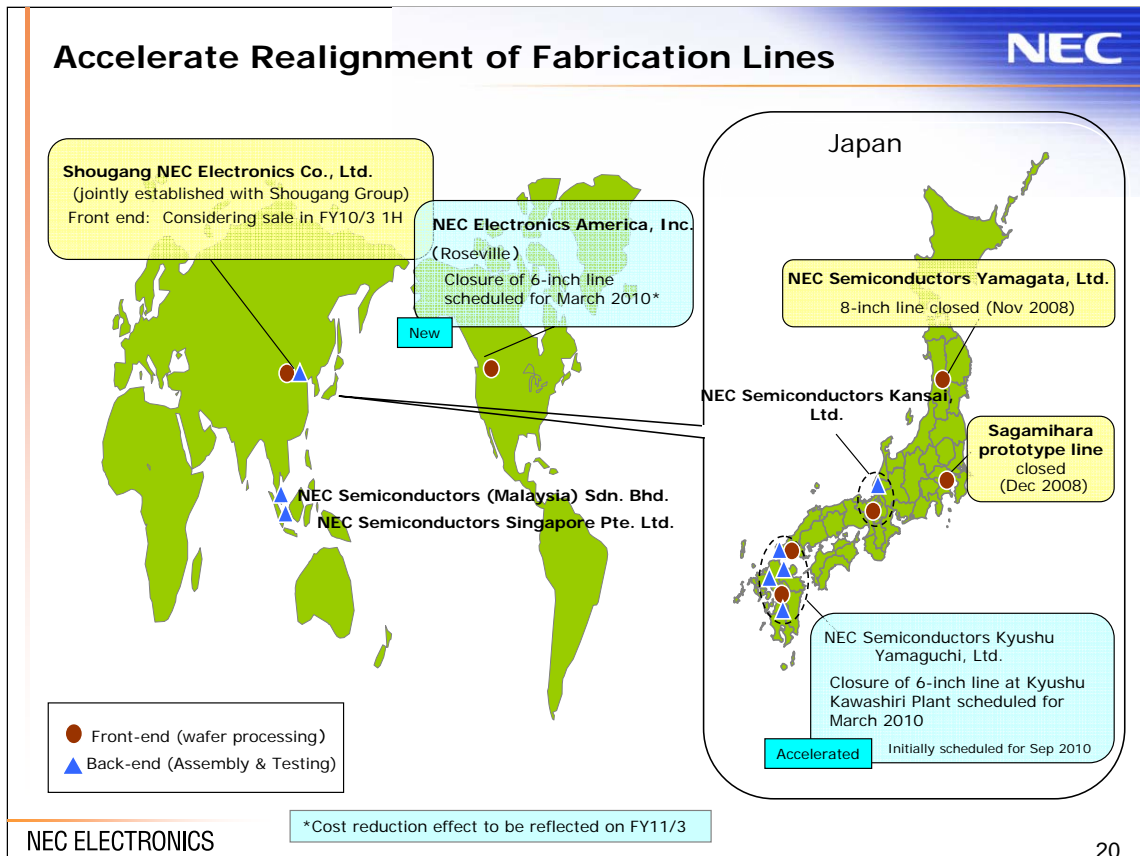 Accelerate Realignment of Fabrication Lines
NEC
Shougang NEC Electronics Co., Ltd.
(jointly established with Shougang Group)
Front end: Considering sale in FY10/3 1H
NEC Electronics America, Inc.
(Roseville)
Closure of 6-inch line
scheduled for March 2010*
New
NEC Semiconductors (Malaysia) Sdn. Bhd.
NEC Semiconductors Singapore Pte. Ltd.
Japan
NEC Semiconductors Yamagata, Ltd.
8-inch line closed (Nov 2008)
NEC Semiconductors Kansai,
Ltd.
Sagamihara
prototype line
closed
(Dec 2008)
NEC Semiconductors Kyushu
Yamaguchi, Ltd.
Closure of 6-inch line at Kyushu
Kawashiri Plant scheduled for
March 2010
Accelerated
Initially scheduled for Sep 2010
Front-end (wafer processing)
Back-end (Assembly & Testing)
*Cost reduction effect to be reflected on FY11/3
NEC ELECTRONICS
20